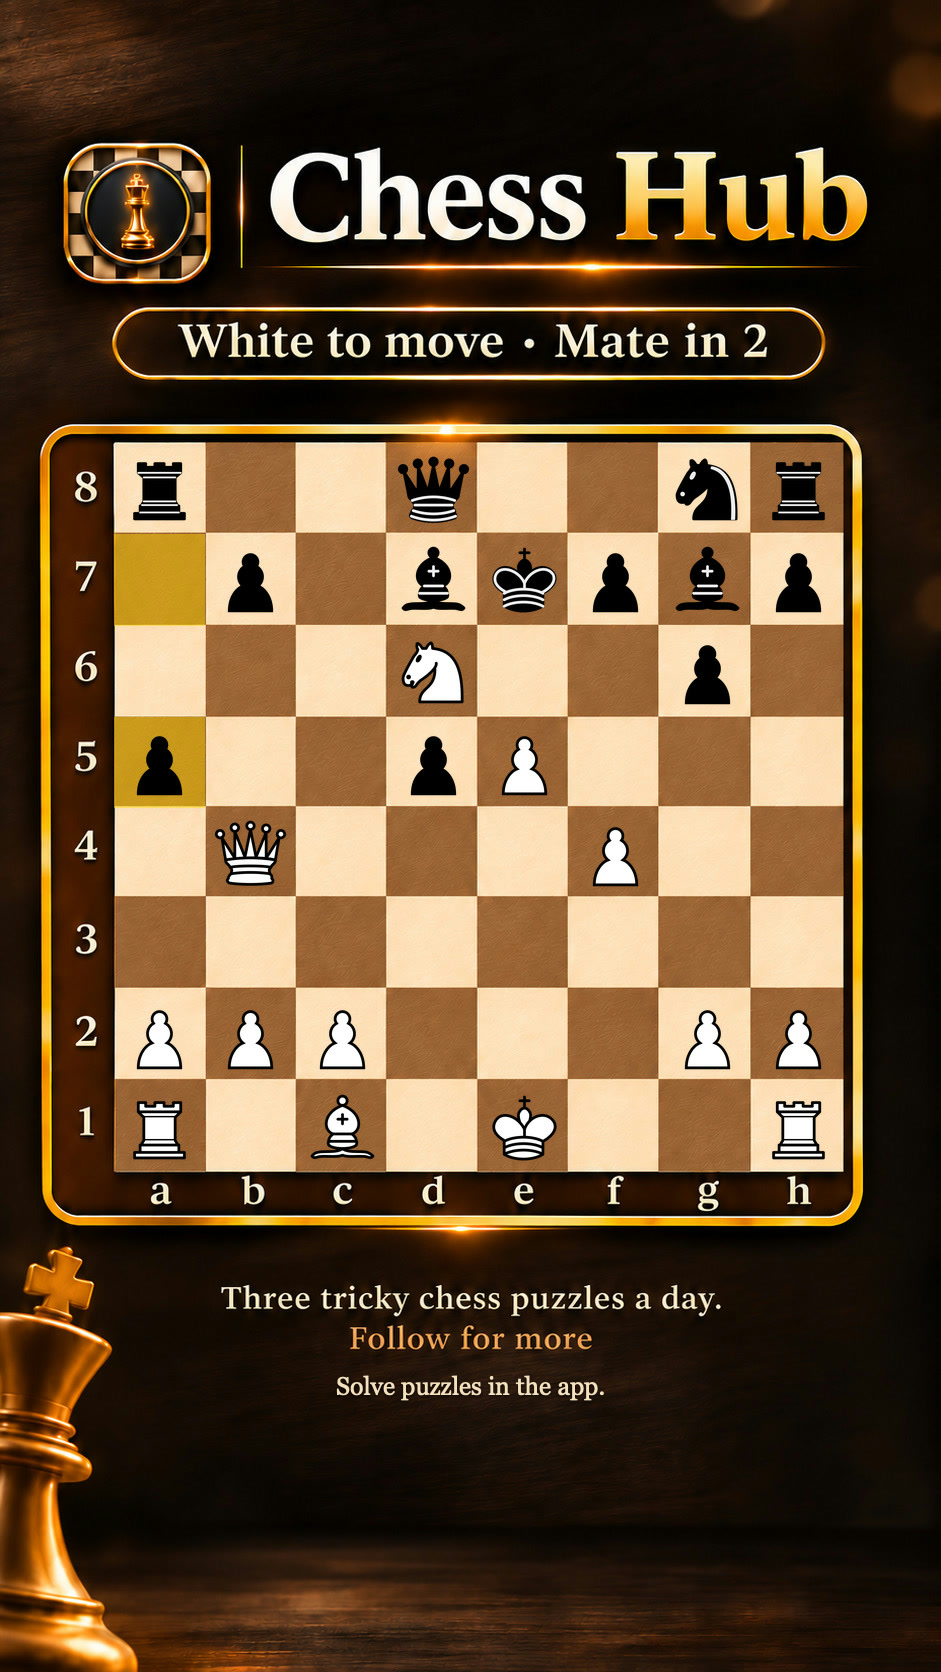 Chess Hub
White to move • Mate in 2
8
7
6
5
4
3
2
1
a b c d e f g h
Three tricky chess puzzles a day.
Follow for more
Solve puzzles in the app.